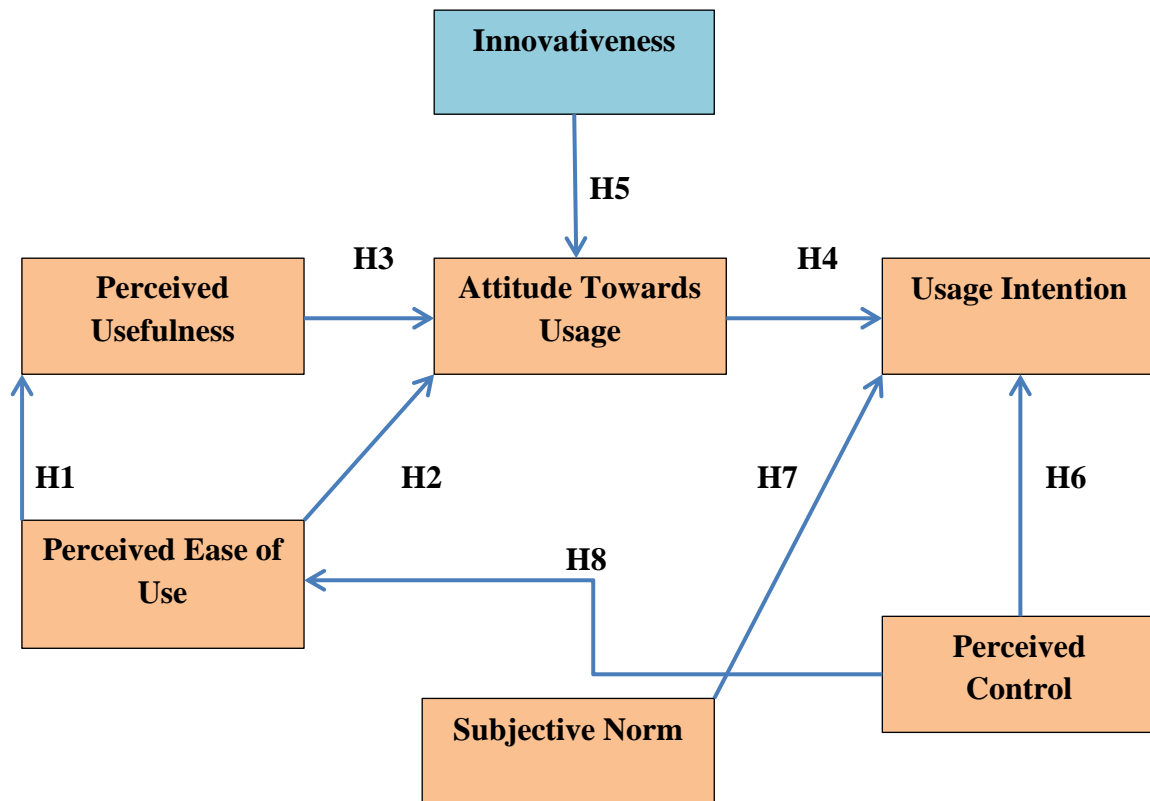 Innovativeness
H5
H3
H4
Perceived
Usefulness
Attitude Towards
Usage
Usage Intention
H1
H2
H7
H6
Perceived Ease of
Use
H8
Perceived
Control
Subjective Norm